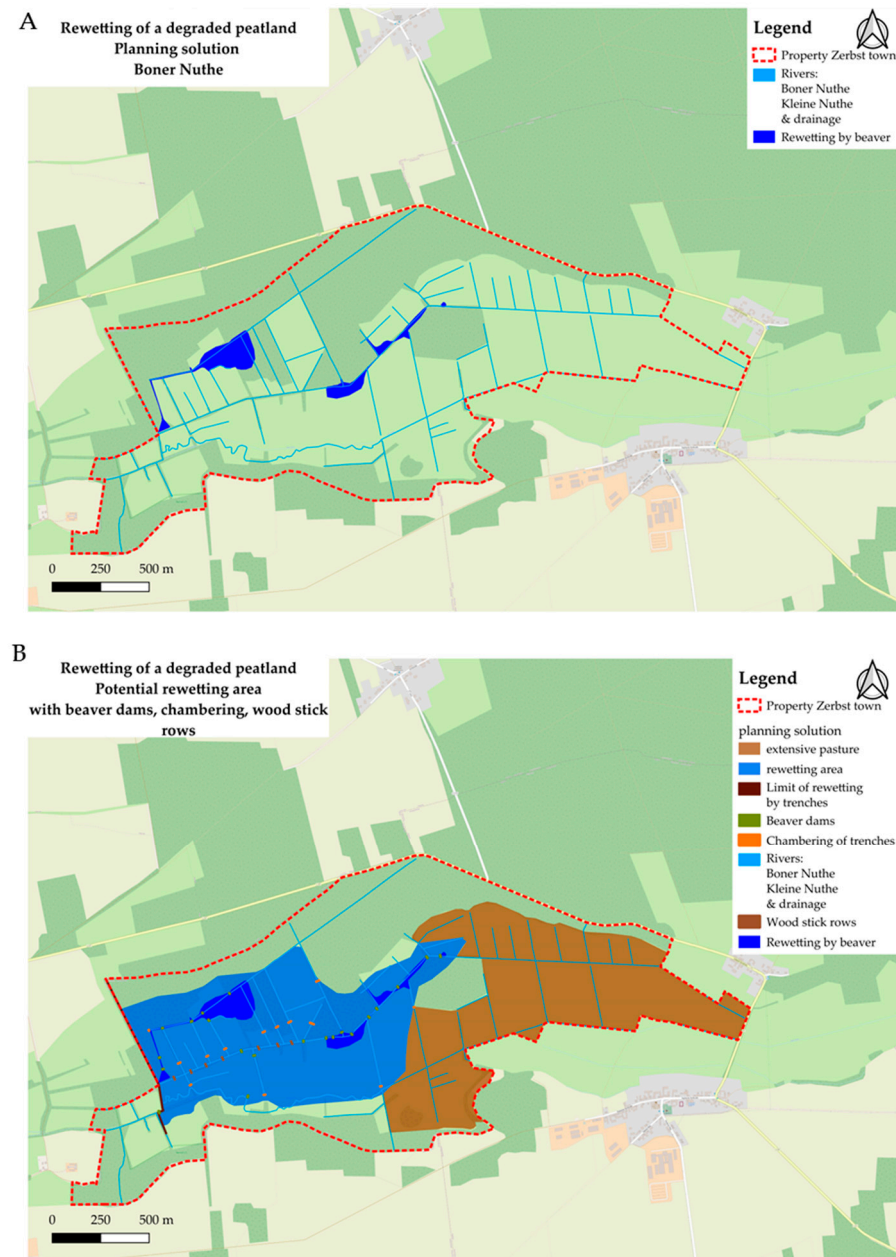 A
Rewetting of a degraded peatland
Planning solution
Boner Nuthe
Legend
Property Zerbst town
Rivers:
Boner Nuthe
Kleine Nuthe
& drainage
Rewetting by beaver
0 250 500 m
B
Rewetting of a degraded peatland
Potential rewetting area
with beaver dams, chambering, wood stick
rows
Legend
Property Zerbst town
planning solution
extensive pasture
rewetting area
Limit of rewetting
by trenches
Beaver dams
Chambering of trenches
Rivers:
Boner Nuthe
Kleine Nuthe
& drainage
Wood stick rows
Rewetting by beaver
0 250 500 m